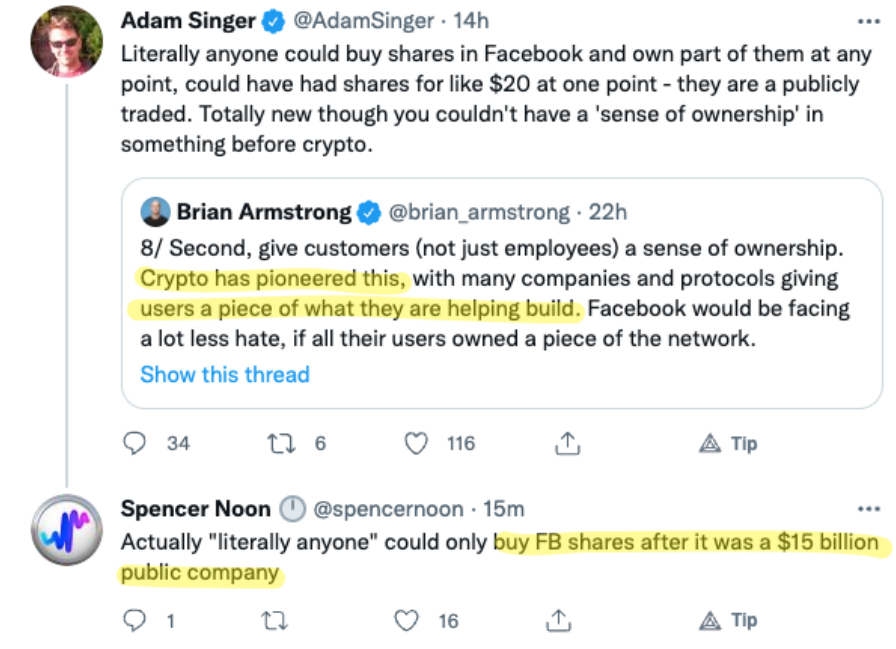 Adam Singer @AdamSinger · 14h
Literally anyone could buy shares in Facebook and own part of them at any
point, could have had shares for like $20 at one point - they are a publicly
traded. Totally new though you couldn't have a 'sense of ownership' in
something before crypto.
Brian Armstrong @brian_armstrong · 22h
8/ Second, give customers (not just employees) a sense of ownership.
Crypto has pioneered this, with many companies and protocols giving
users a piece of what they are helping build. Facebook would be facing
a lot less hate, if all their users owned a piece of the network.
Show this thread
34 6 116 Tip
Spencer Noon @spencernoon · 15m
Actually "literally anyone" could only buy FB shares after it was a $15 billion
public company
1 16 Tip